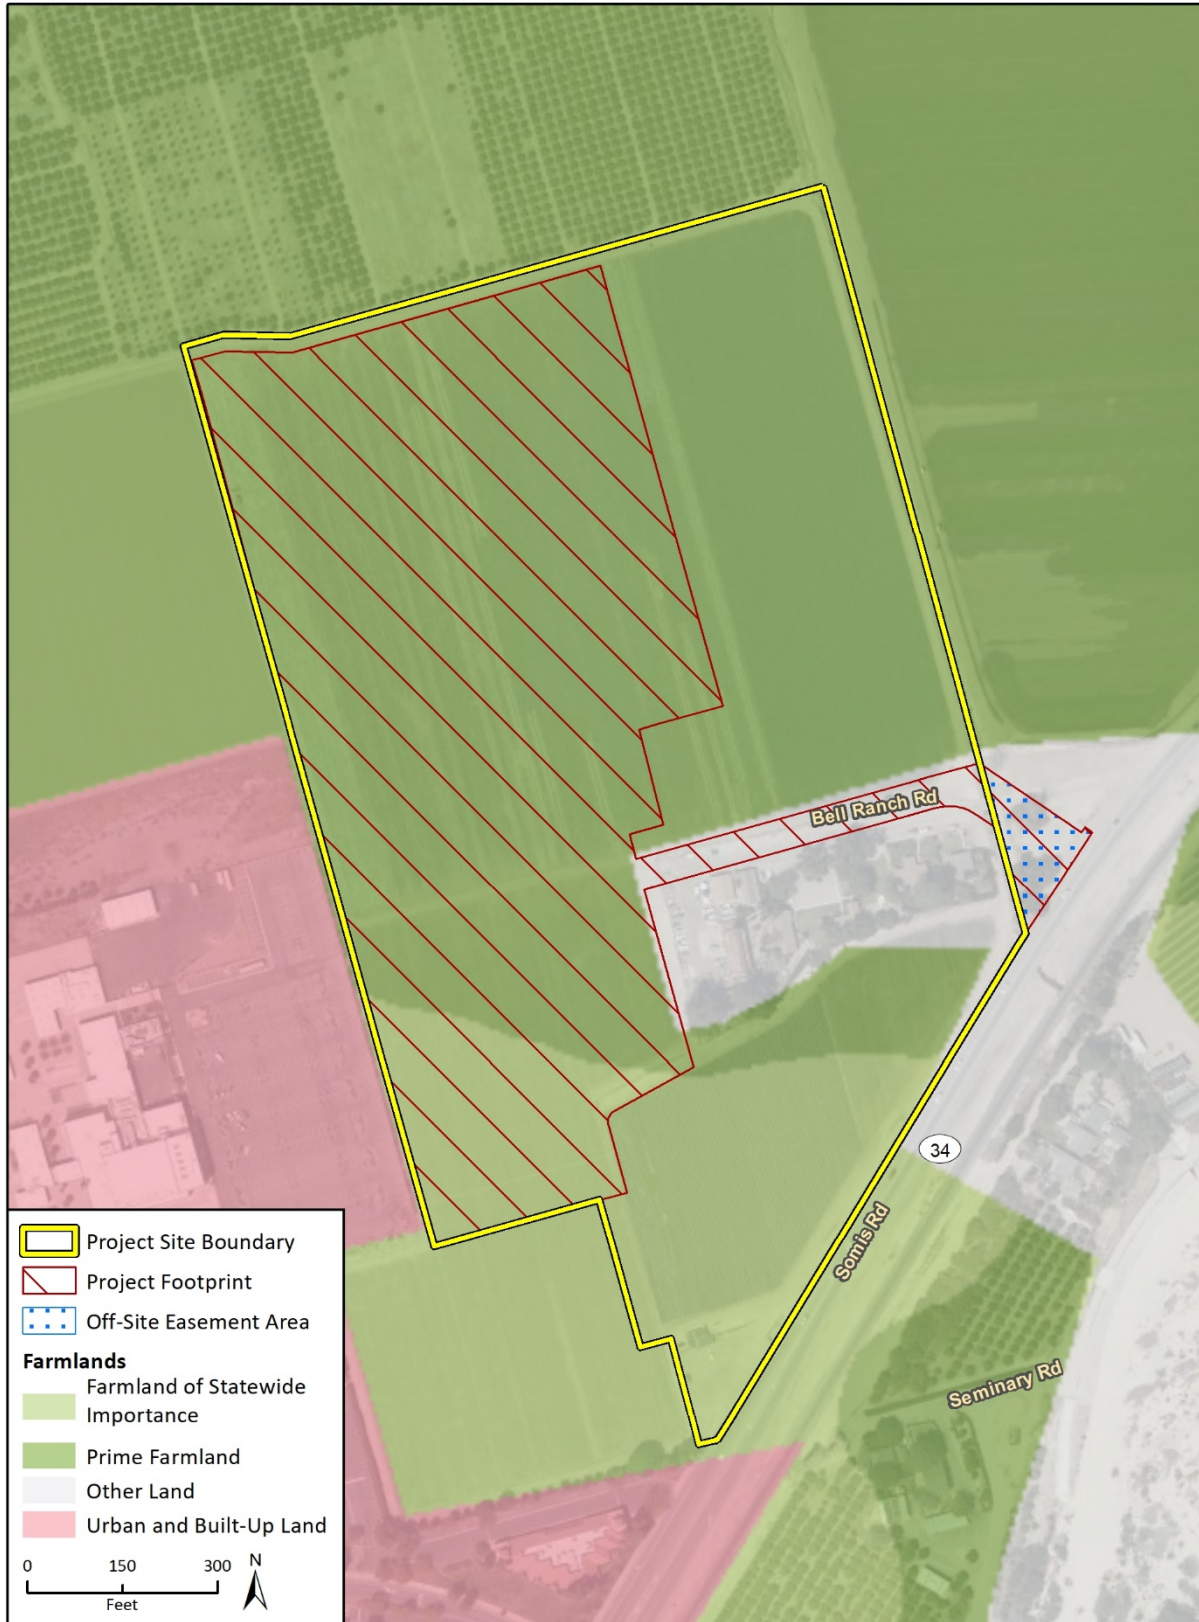 Bell Ranch Rd
34
Somis Rd
Seminary Rd
Project Site Boundary
Project Footprint
Off-Site Easement Area
Farmlands
Farmland of Statewide
Importance
Prime Farmland
Other Land
Urban and Built-Up Land
0 150 300 N
Feet